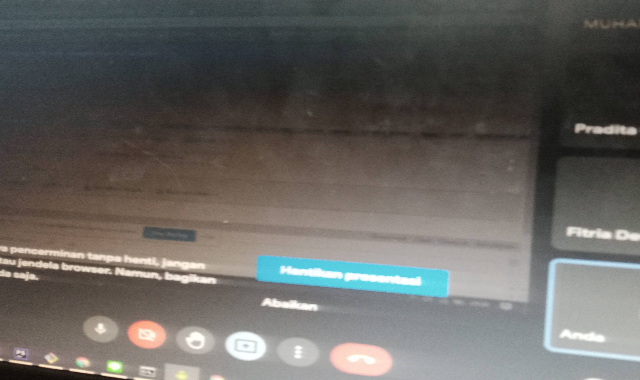 MUHA
Pradita
Fitria De
a pencerminan tanpa henti, jangan
tau jendela browser. Namun, bagikan
da saja.
Hentikan presentasi
Abaikan
Anda